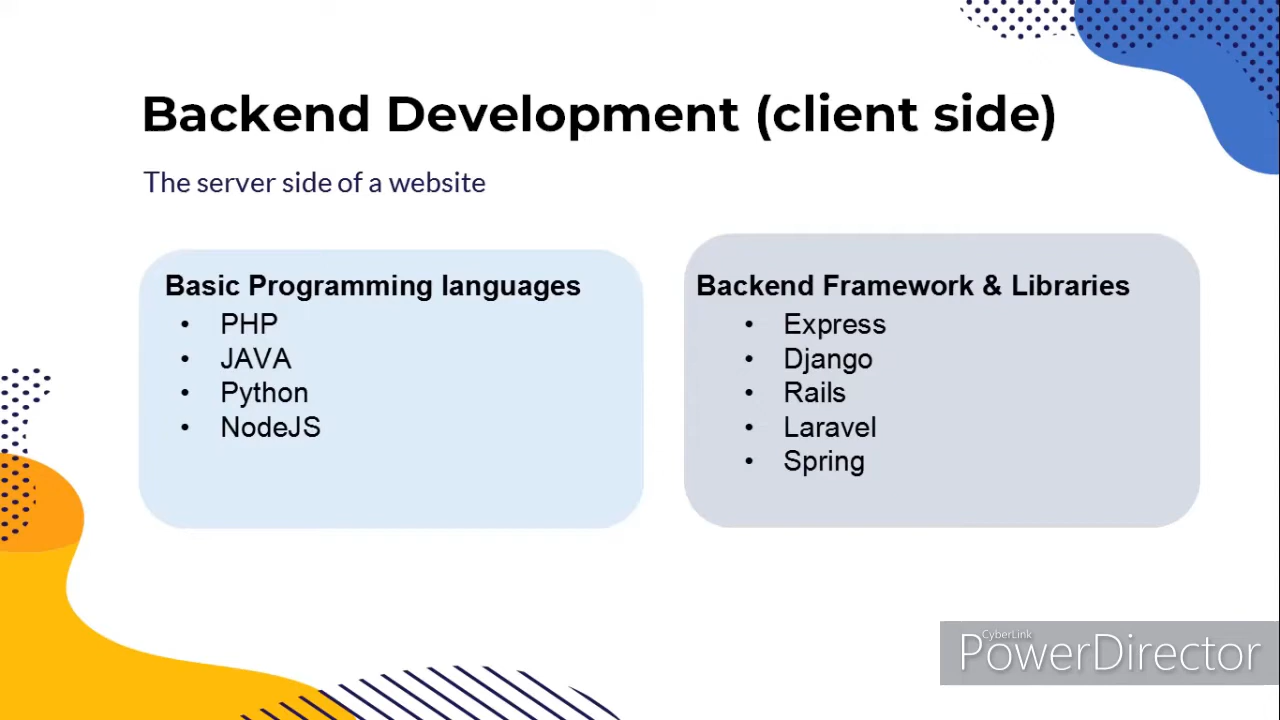 Backend Development (client side)
The server side of a website
Basic Programming languages
• PHP
• JAVA
• Python
• NodeJS
Backend Framework & Libraries
• Express
• Django
• Rails
• Laravel
• Spring
CyberLink
PowerDirector